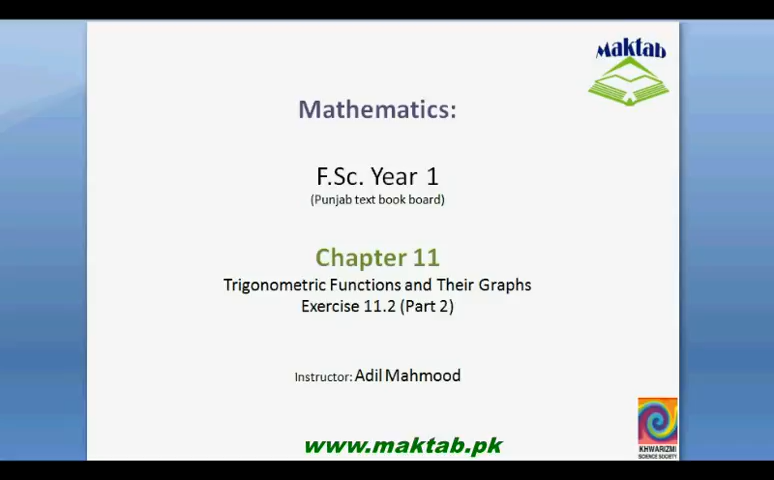 Maktab
Mathematics:
F.Sc. Year 1
(Punjab text book board)
Chapter 11
Trigonometric Functions and Their Graphs
Exercise 11.2 (Part 2)
Instructor: Adil Mahmood
www.maktab.pk
KHWARIZMI
SCIENCE SOCIETY